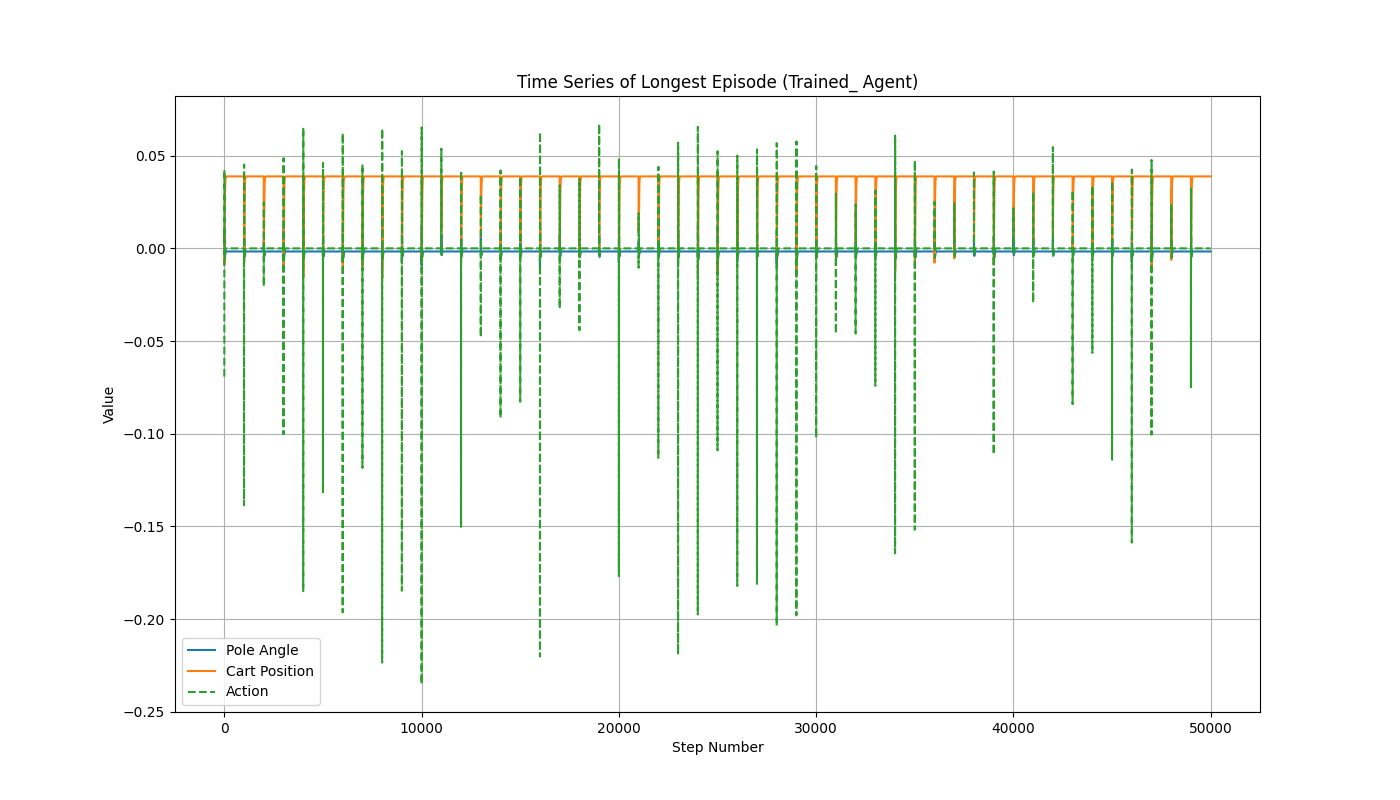 Time Series of Longest Episode (Trained_ Agent)
0.05
0.00
−0.05
−0.10
−0.15
−0.20
−0.25
Value
Pole Angle
Cart Position
Action
0 10000 20000 30000 40000 50000
Step Number